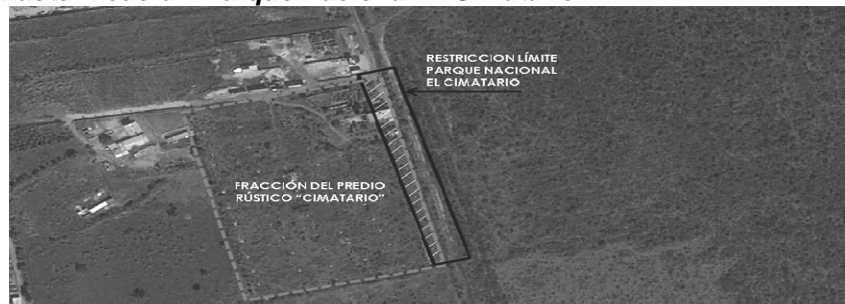 RESTRICCION LÍMITE
PARQUE NACIONAL
EL CIMATARIO
FRACCIÓN DEL PREDIO
RÚSTICO “CIMATARIO”